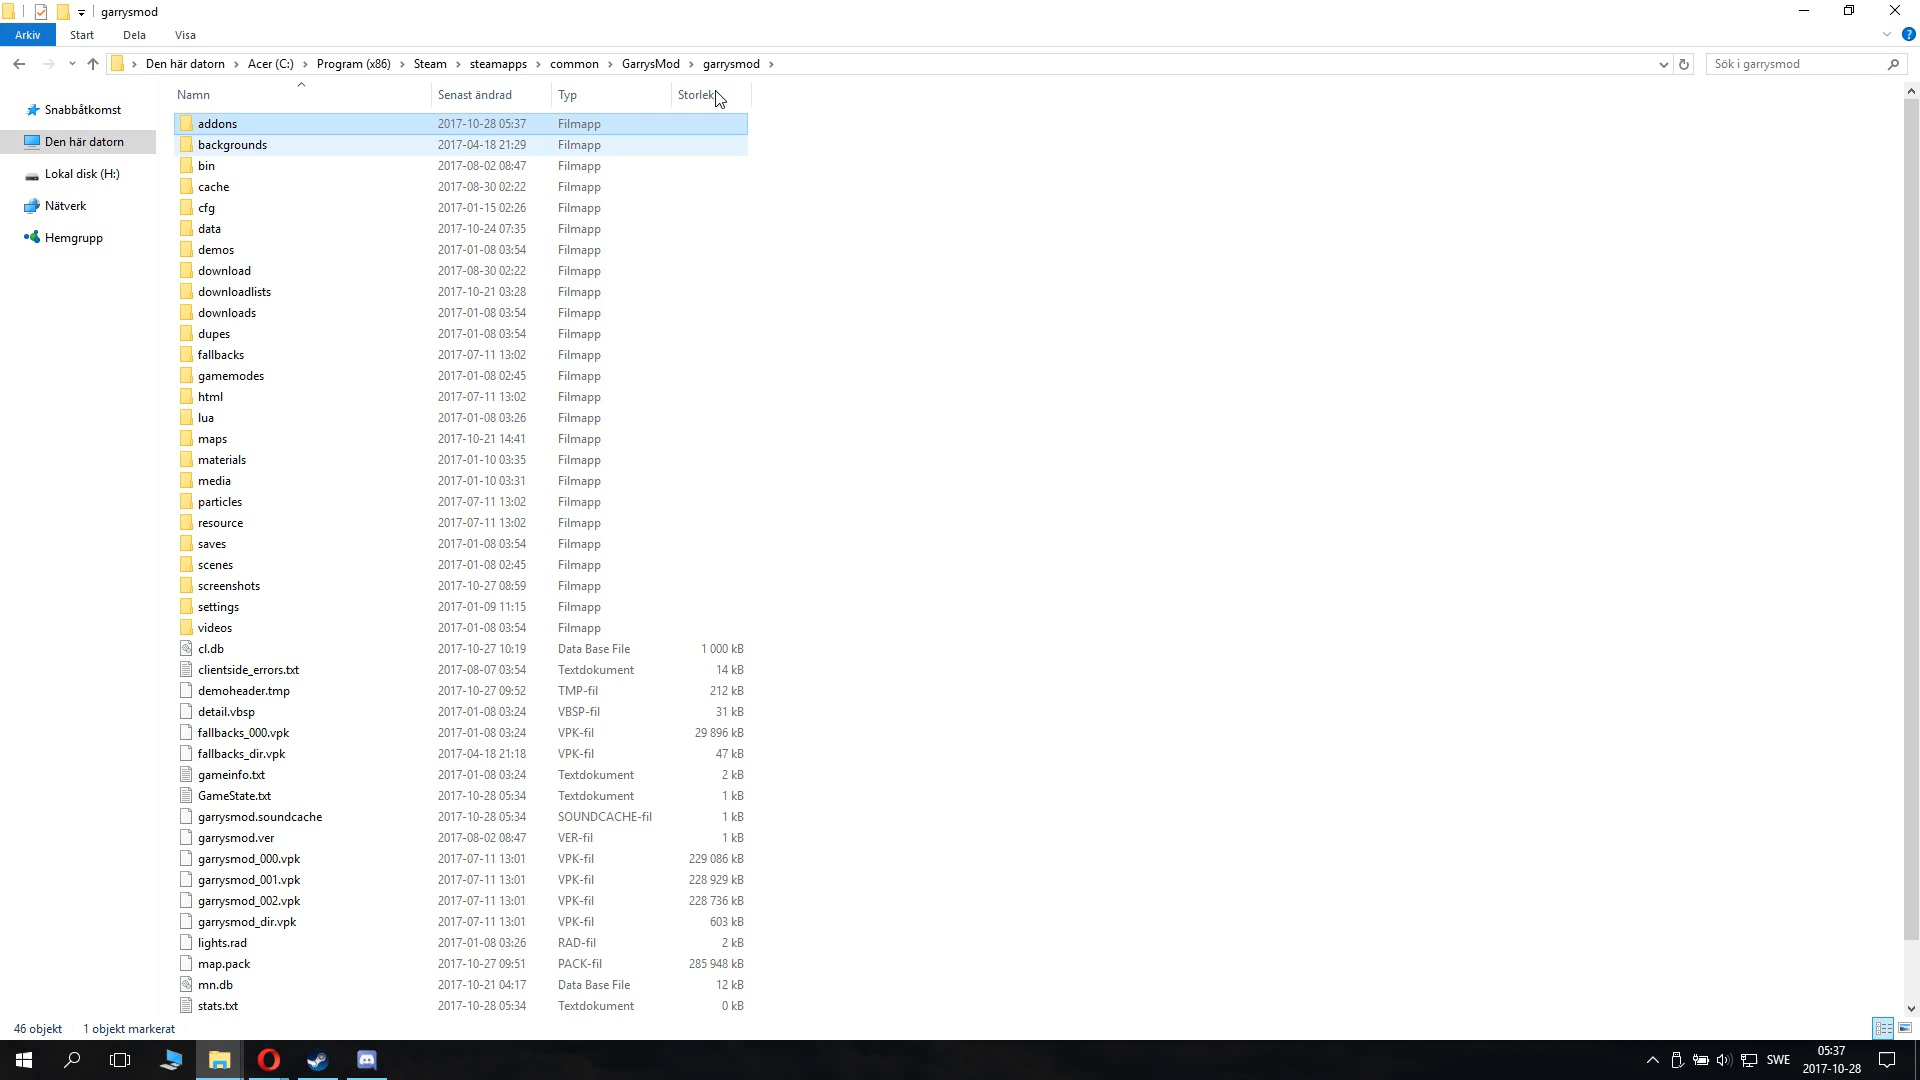 garrysmod
Arkiv Start Dela Visa
Den här datorn Acer (C:) Program (x86) Steam steamapps common GarrysMod garrysmod Sök i garrysmod
Namn Senast ändrad Typ Storlek
Snabbåtkomst
Den här datorn
Lokal disk (H:)
Nätverk
Hemgrupp
addons 2017-10-28 05:37 Filmapp
backgrounds 2017-04-18 21:29 Filmapp
bin 2017-08-02 08:47 Filmapp
cache 2017-08-30 02:22 Filmapp
cfg 2017-01-15 02:26 Filmapp
data 2017-10-24 07:35 Filmapp
demos 2017-01-08 03:54 Filmapp
download 2017-08-30 02:22 Filmapp
downloadlists 2017-10-21 03:28 Filmapp
downloads 2017-01-08 03:54 Filmapp
dupes 2017-01-08 03:54 Filmapp
fallbacks 2017-07-11 13:02 Filmapp
gamemodes 2017-01-08 02:45 Filmapp
html 2017-07-11 13:02 Filmapp
lua 2017-01-08 03:26 Filmapp
maps 2017-10-21 14:41 Filmapp
materials 2017-01-10 03:35 Filmapp
media 2017-01-10 03:31 Filmapp
particles 2017-07-11 13:02 Filmapp
resource 2017-07-11 13:02 Filmapp
saves 2017-01-08 03:54 Filmapp
scenes 2017-01-08 02:45 Filmapp
screenshots 2017-10-27 08:59 Filmapp
settings 2017-01-09 11:15 Filmapp
videos 2017-01-08 03:54 Filmapp
cl.db 2017-10-27 10:19 Data Base File 1 000 kB
clientside_errors.txt 2017-08-07 03:54 Textdokument 14 kB
demoheader.tmp 2017-10-27 09:52 TMP-fil 212 kB
detail.vbsp 2017-01-08 03:24 VBSP-fil 31 kB
fallbacks_000.vpk 2017-01-08 03:24 VPK-fil 29 896 kB
fallbacks_dir.vpk 2017-04-18 21:18 VPK-fil 47 kB
gameinfo.txt 2017-01-08 03:24 Textdokument 2 kB
GameState.txt 2017-10-28 05:34 Textdokument 1 kB
garrysmod.soundcache 2017-10-28 05:34 SOUNDCACHE-fil 1 kB
garrysmod.ver 2017-08-02 08:47 VER-fil 1 kB
garrysmod_000.vpk 2017-07-11 13:01 VPK-fil 229 086 kB
garrysmod_001.vpk 2017-07-11 13:01 VPK-fil 228 929 kB
garrysmod_002.vpk 2017-07-11 13:01 VPK-fil 228 736 kB
garrysmod_dir.vpk 2017-07-11 13:01 VPK-fil 603 kB
lights.rad 2017-01-08 03:26 RAD-fil 2 kB
map.pack 2017-10-27 09:51 PACK-fil 285 948 kB
mn.db 2017-10-21 04:17 Data Base File 12 kB
stats.txt 2017-10-28 05:34 Textdokument 0 kB
46 objekt 1 objekt markerat
SWE
05:37
2017-10-28